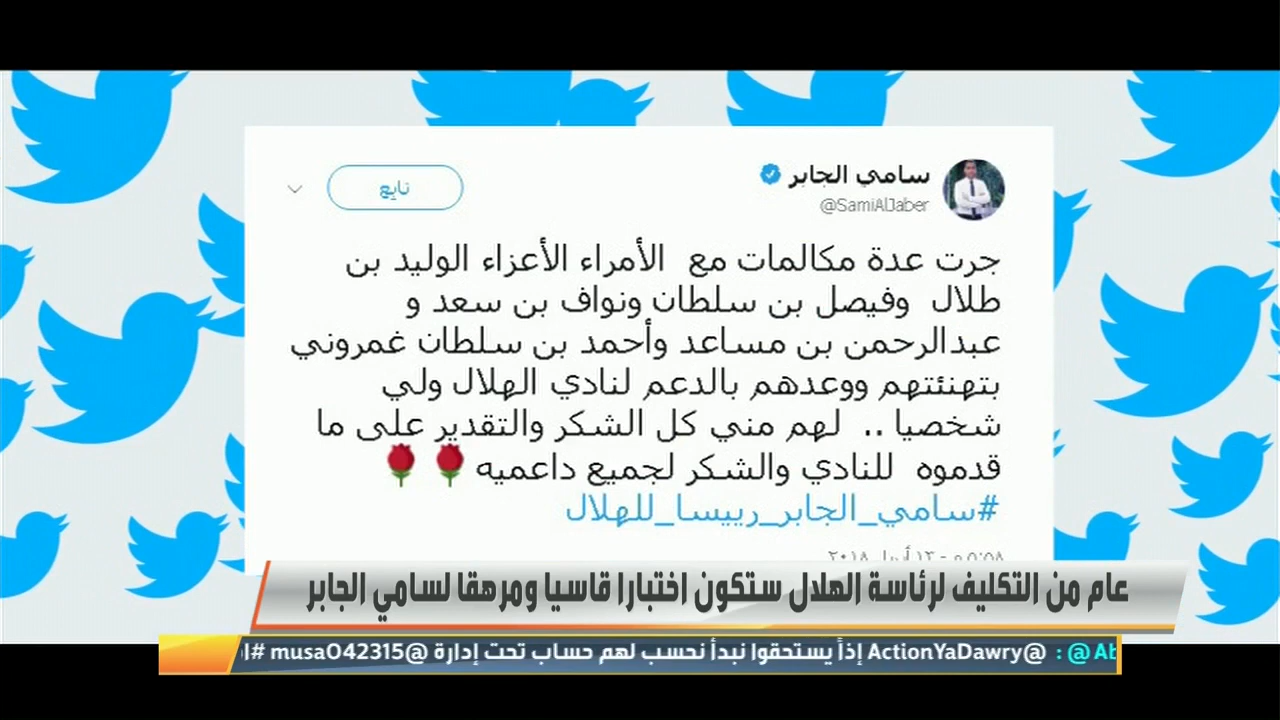 سامي الجابر
@SamiAlJaber
تابع
جرت عدة مكالمات مع الأمراء الأعزاء الوليد بن
طلال وفيصل بن سلطان ونواف بن سعد و
عبدالرحمن بن مساعد وأحمد بن سلطان غمروني
بتهنئتهم ووعدهم بالدعم لنادي الهلال ولي
شخصيا .. لهم مني كل الشكر والتقدير على ما
قدموه للنادي والشكر لجميع داعميه🌹🌹
#سامي_الجابر_رييسا_للهلال
عام من التكليف لرئاسة الهلال ستكون اختبارا قاسيا ومرهقا لسامي الجابر
: @ActionYaDawry إذاً يستحقوا نبدأ نحسب لهم حساب تحت إدارة @musa042315